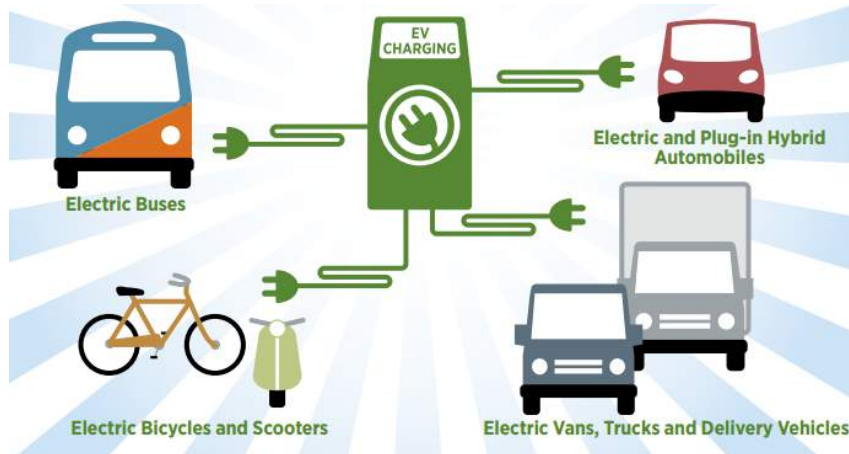 EV
CHARGING
Electric and Plug-in Hybrid
Automobiles
Electric Buses
Electric Bicycles and Scooters
Electric Vans, Trucks and Delivery Vehicles